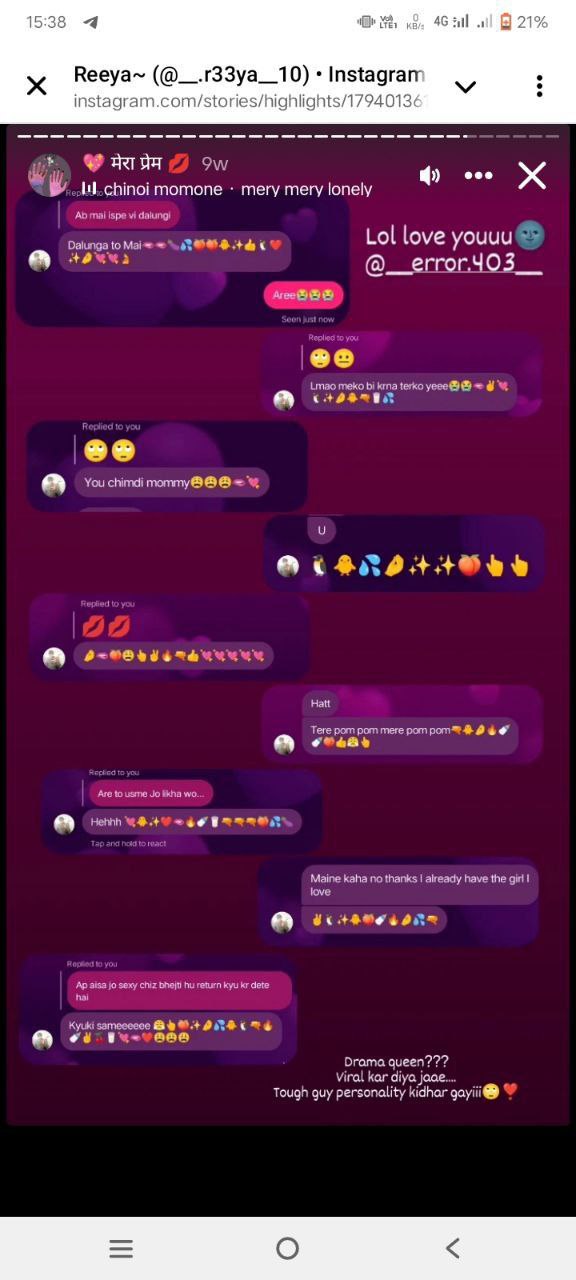 15:38
Vo)) LTE1 0 KB/s 4G 21%
Reeya~ (@__.r33ya__10) • Instagram
instagram.com/stories/highlights/179401361
💖 मेरा प्रेम 💋 9w
chinoi momone · mery mery lonely
Ab mai ispe vi dalungi
Dalunga to Mai🫦🫦🍆💦🍑🍑🐥✨👍🐧❤️
✨🤌💘💘👌
Lol love youuu🌚
@__error.403__
Aree😭😭😭
Seen just now
Replied to you
🙄😐
Lmao meko bi krna terko yeee😭😭🫦✌️💘
🐧✨🤌🐥🔫🥛💦
Replied to you
🙄🙄
You chimdi mommy😩😩😩🫦💘
U
🐧🐥💦🤌✨✨🍑👆👆
Replied to you
💋💋
🤌🫦🍑😩👆✌️🔥🔫👍💘💘💘💘💘
Hatt
Tere pom pom mere pom pom🔫🐥🤌🔥🍼
🍼🍑👍😤👆
Replied to you
Are to usme Jo likha wo...
Hehhh 💘🐥✨❤️🫦🔥🍼🥛🔫🔫🔫🍑💦🍆
Tap and hold to react
Maine kaha no thanks I already have the girl I
love
✌️🐧✨🐥🍑🍼🔥🤌💦🔫
Replied to you
Ap aisa jo sexy chiz bhejti hu return kyu kr dete
hai
Kyuki sameeeeee 😤👆🍑✨🤌💦🐥🐧🔫🔥
🍼✌️🍒🥛💘🫦❤️😩😩😩
Drama queen???
Viral kar diya jaae....
Tough guy personality kidhar gayiii🙄❣️